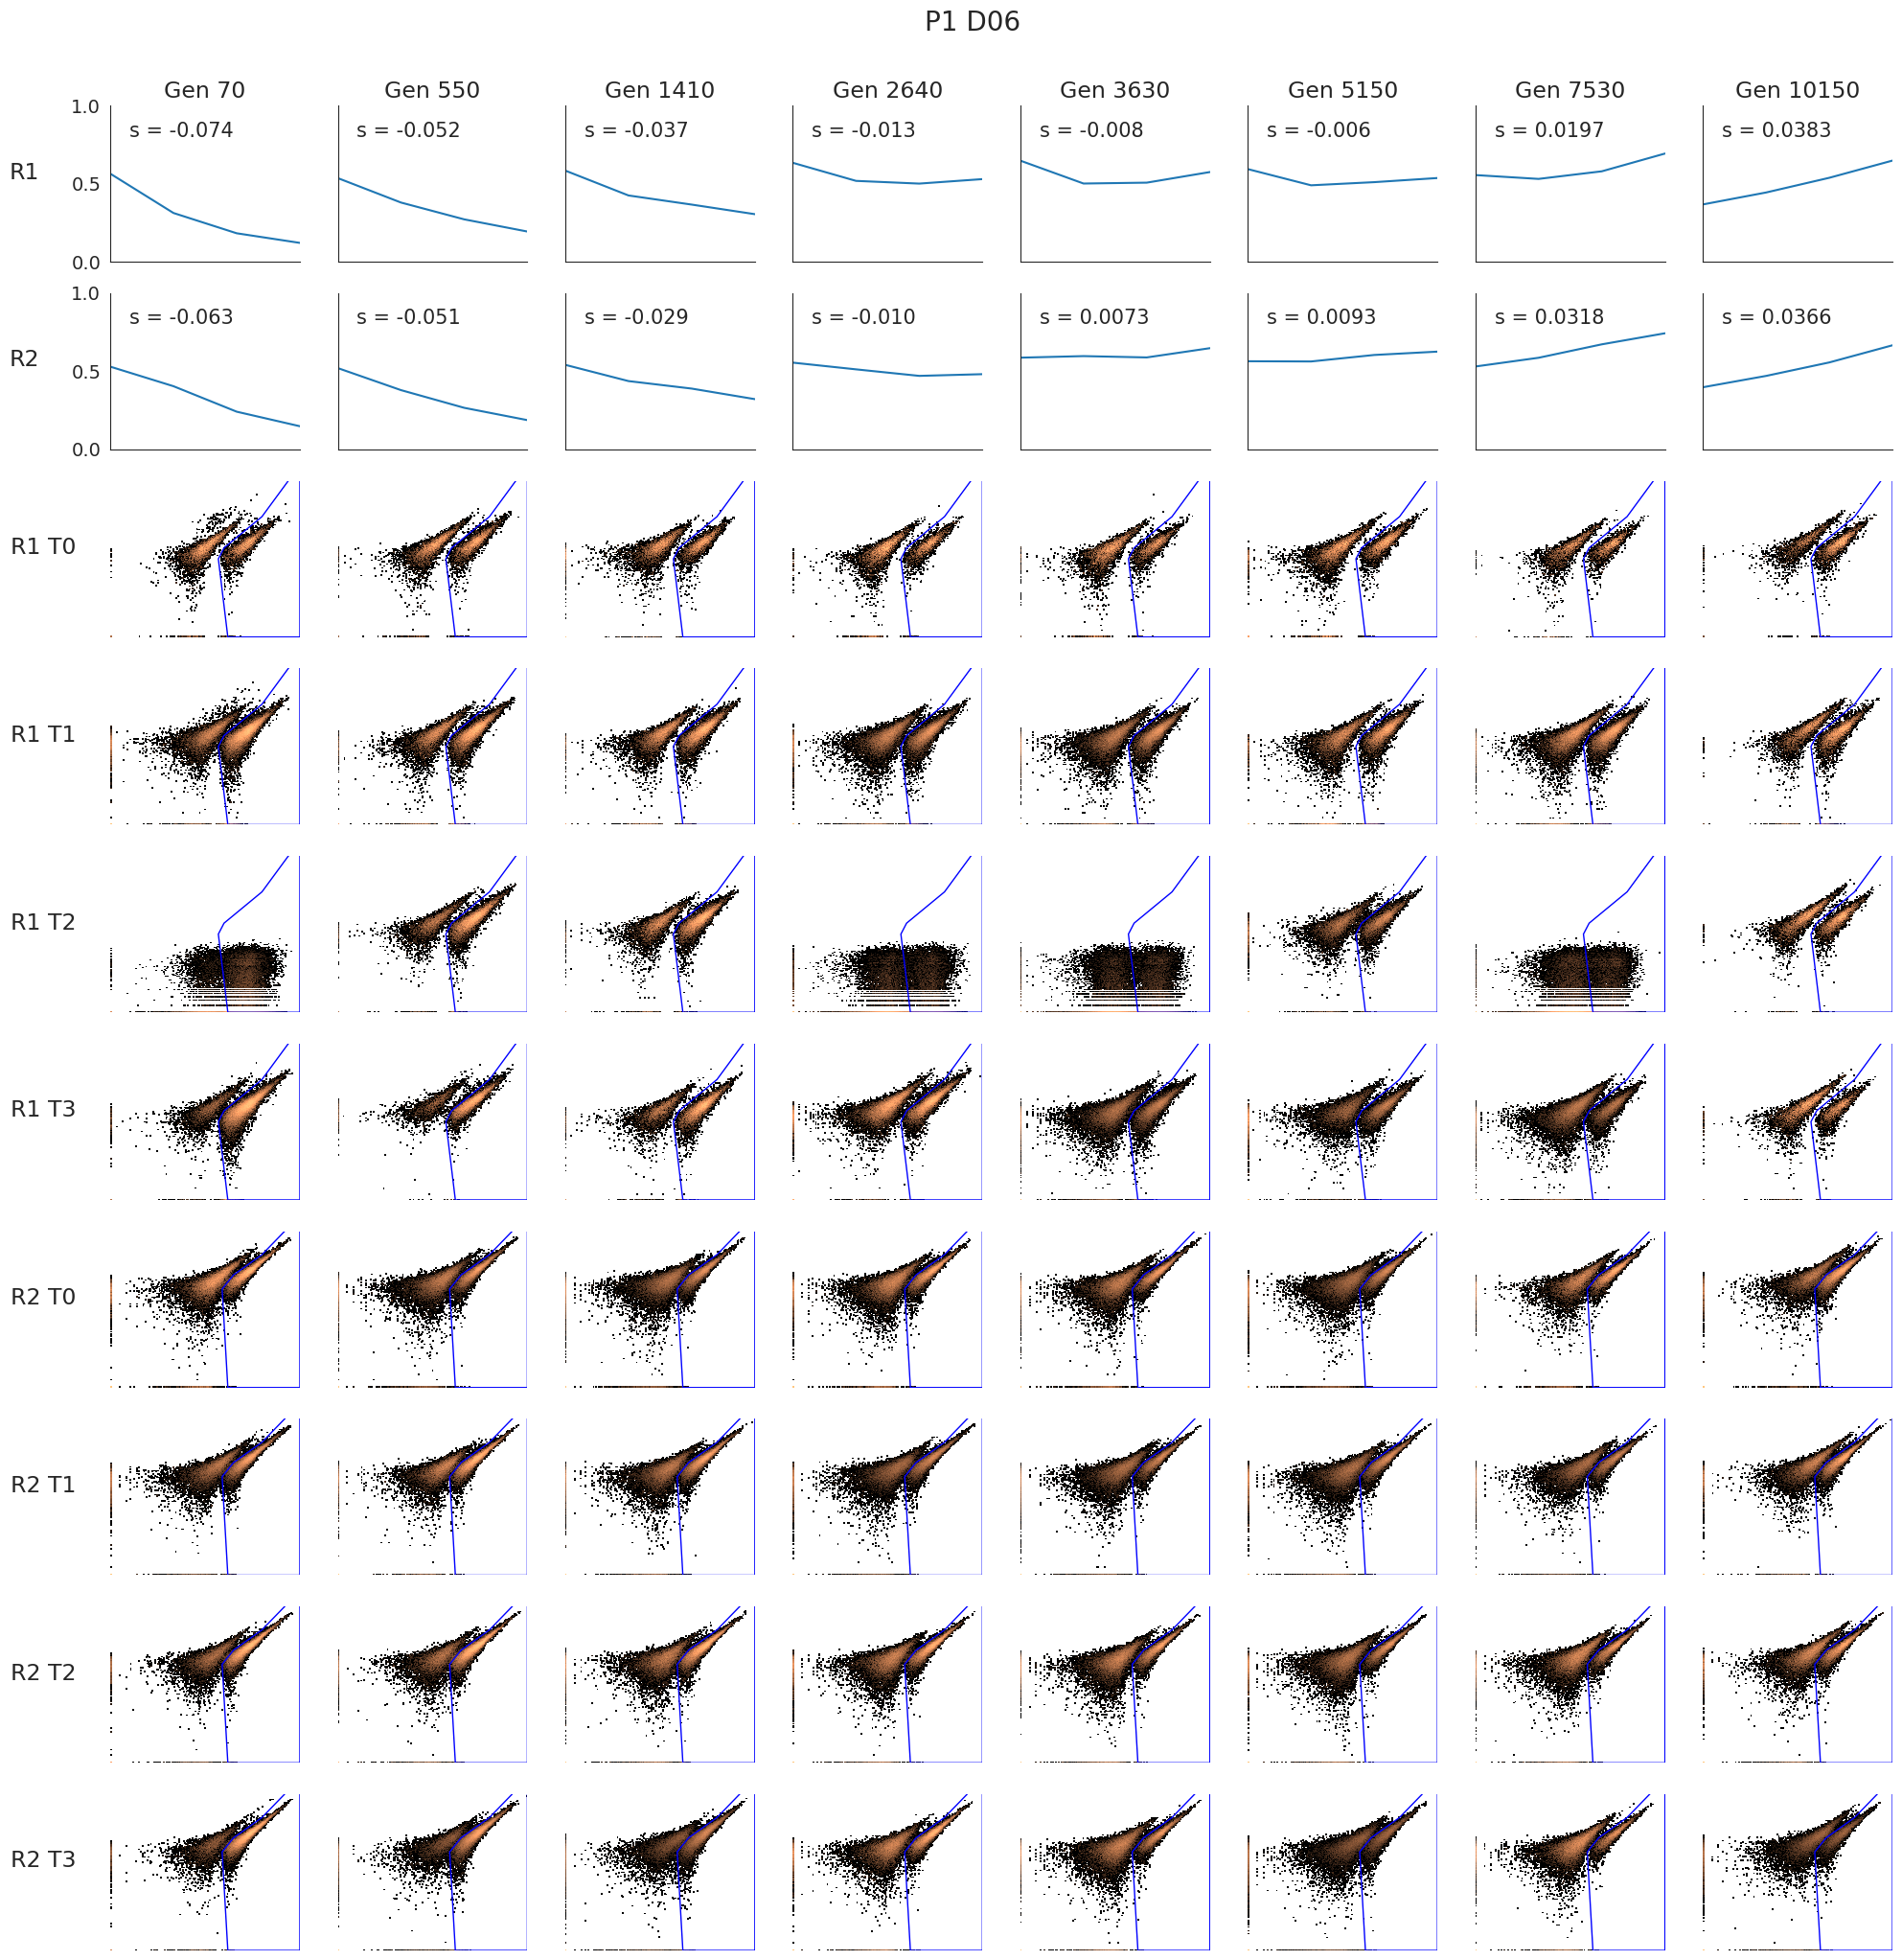 P1 D06
Gen 70 Gen 550 Gen 1410 Gen 2640 Gen 3630 Gen 5150 Gen 7530 Gen 10150
1.0
s = -0.074 s = -0.052 s = -0.037 s = -0.013 s = -0.008 s = -0.006 s = 0.0197 s = 0.0383
R1
0.5
0.0
1.0
s = -0.063 s = -0.051 s = -0.029 s = -0.010 s = 0.0073 s = 0.0093 s = 0.0318 s = 0.0366
R2
0.5
0.0
R1 T0
R1 T1
R1 T2
R1 T3
R2 T0
R2 T1
R2 T2
R2 T3